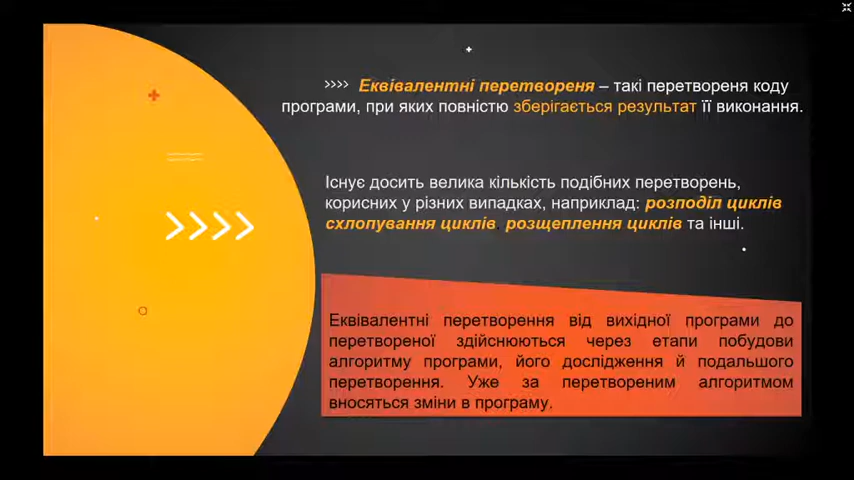 >>>> Еквівалентні перетвореня – такі перетвореня коду
програми, при яких повністю зберігається результат її виконання.
Існує досить велика кількість подібних перетворень,
корисних у різних випадках, наприклад: розподіл циклів
схлопування циклів, розщеплення циклів та інші.
Еквівалентні перетворення від вихідної програми до
перетвореної здійснюються через етапи побудови
алгоритму програми, його дослідження й подальшого
перетворення. Уже за перетвореним алгоритмом
вносяться зміни в програму.